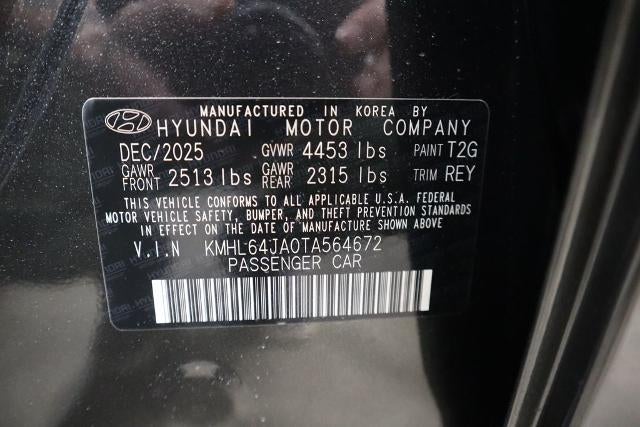 MANUFACTURED IN KOREA BY
HYUNDAI MOTOR COMPANY
DEC/2025 GVWR 4453 lbs PAINT T2G
GAWR FRONT 2513 lbs GAWR REAR 2315 lbs TRIM REY
THIS VEHICLE CONFORMS TO ALL APPLICABLE U.S.A. FEDERAL
MOTOR VEHICLE SAFETY, BUMPER, AND THEFT PREVENTION STANDARDS
IN EFFECT ON THE DATE OF MANUFACTURE SHOWN ABOVE
V.I.N KMHL64JA0TA564672
PASSENGER CAR